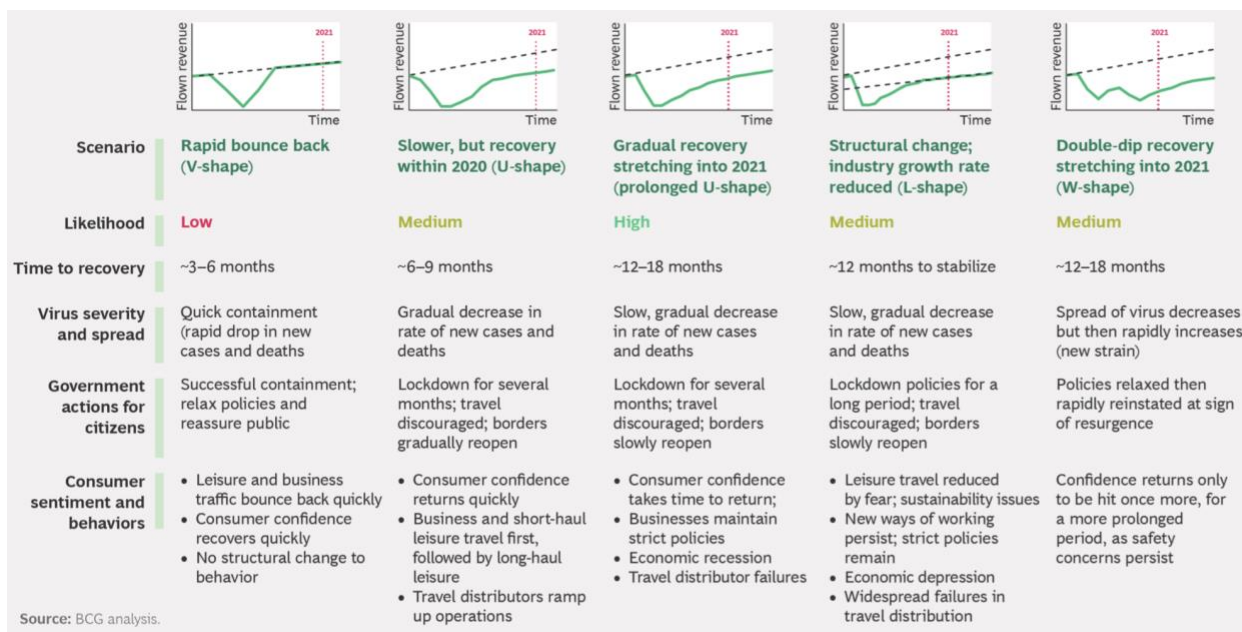 Flown revenue
2021
Time
Flown revenue
2021
Time
Flown revenue
2021
Time
Flown revenue
2021
Time
Flown revenue
2021
Time
Scenario
Rapid bounce back
(V-shape)
Slower, but recovery
within 2020 (U-shape)
Gradual recovery
stretching into 2021
(prolonged U-shape)
Structural change;
industry growth rate
reduced (L-shape)
Double-dip recovery
stretching into 2021
(W-shape)
Likelihood
Low
Medium
High
Medium
Medium
Time to recovery
~3–6 months
~6–9 months
~12–18 months
~12 months to stabilize
~12–18 months
Virus severity
and spread
Quick containment
(rapid drop in new
cases and deaths
Gradual decrease in
rate of new cases and
deaths
Slow, gradual decrease
in rate of new cases
and deaths
Slow, gradual decrease
in rate of new cases
and deaths
Spread of virus decreases
but then rapidly increases
(new strain)
Government
actions for
citizens
Successful containment;
relax policies and
reassure public
Lockdown for several
months; travel
discouraged; borders
gradually reopen
Lockdown for several
months; travel
discouraged; borders
slowly reopen
Lockdown policies for a
long period; travel
discouraged; borders
slowly reopen
Policies relaxed then
rapidly reinstated at sign
of resurgence
Consumer
sentiment and
behaviors
• Leisure and business
traffic bounce back quickly
• Consumer confidence
recovers quickly
• No structural change to
behavior
• Consumer confidence
returns quickly
• Business and short-haul
leisure travel first,
followed by long-haul
leisure
• Travel distributors ramp
up operations
• Consumer confidence
takes time to return;
• Businesses maintain
strict policies
• Economic recession
• Travel distributor failures
• Leisure travel reduced
by fear; sustainability issues
• New ways of working
persist; strict policies
remain
• Economic depression
• Widespread failures in
travel distribution
Confidence returns only
to be hit once more, for
a more prolonged
period, as safety
concerns persist
Source: BCG analysis.